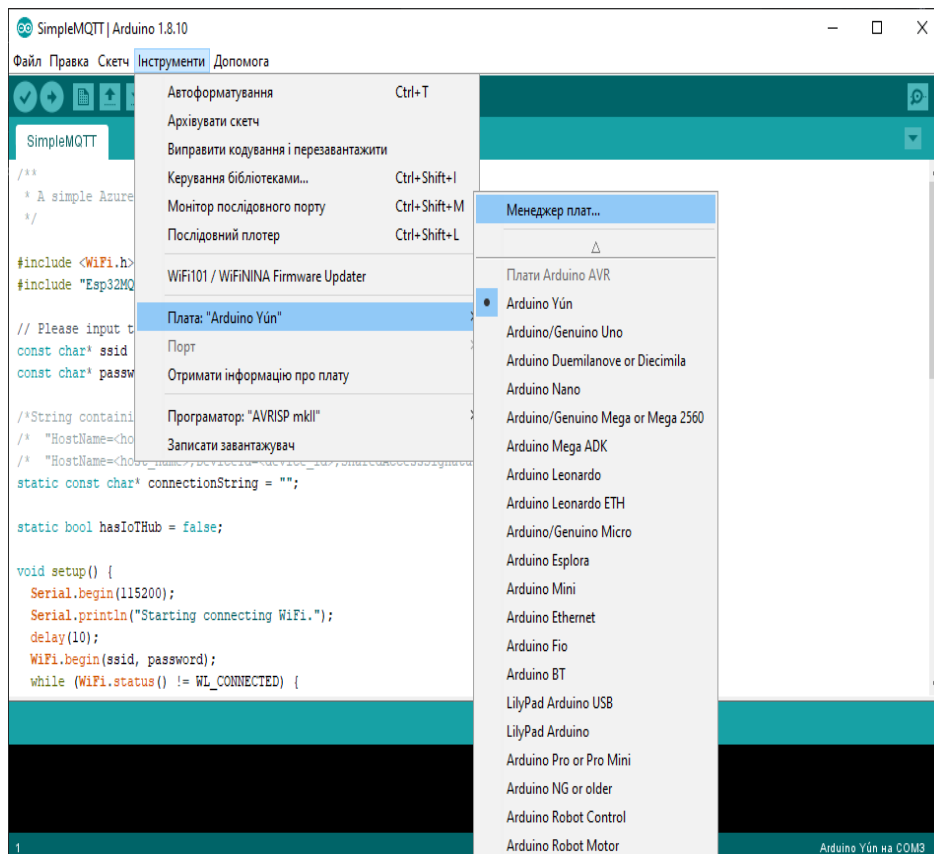 SimpleMQTT | Arduino 1.8.10
Файл Правка Скетч Інструменти Допомога
SimpleMQTT
Автоформатування Ctrl+T
Архівувати скетч
Виправити кодування і перезавантажити
Керування бібліотеками... Ctrl+Shift+I
Монітор послідовного порту Ctrl+Shift+M
Послідовний плотер Ctrl+Shift+L
WiFi101 / WiFiNINA Firmware Updater
Плата: "Arduino Yún"
Порт
Отримати інформацію про плату
Програматор: "AVRISP mkII"
Записати завантажувач
Менеджер плат...
Плати Arduino AVR
Arduino Yún
Arduino/Genuino Uno
Arduino Duemilanove or Diecimila
Arduino Nano
Arduino/Genuino Mega or Mega 2560
Arduino Mega ADK
Arduino Leonardo
Arduino Leonardo ETH
Arduino/Genuino Micro
Arduino Esplora
Arduino Mini
Arduino Ethernet
Arduino Fio
Arduino BT
LilyPad Arduino USB
LilyPad Arduino
Arduino Pro or Pro Mini
Arduino NG or older
Arduino Robot Control
Arduino Robot Motor
/**
* A simple Azure
*/
#include <WiFi.h>
#include "Esp32MQ
// Please input t
const char* ssid
const char* passw
/*String containi
/* "HostName=<ho
/* "HostName=<host_name>;DeviceId=<device_id>;SharedAccessSignatu
static const char* connectionString = "";
static bool hasIoTHub = false;
void setup() {
Serial.begin(115200);
Serial.println("Starting connecting WiFi.");
delay(10);
WiFi.begin(ssid, password);
while (WiFi.status() != WL_CONNECTED) {
1 Arduino Yún на COM3